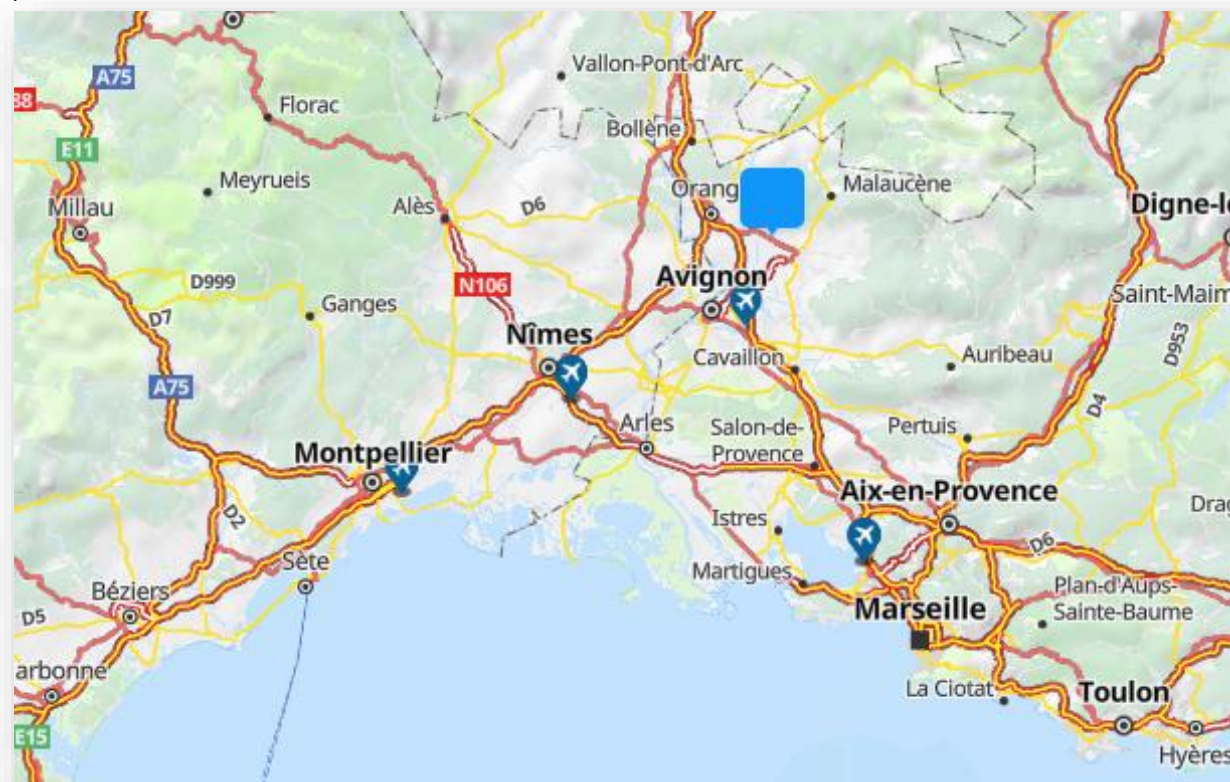 A75
Vallon-Pont-d'Arc
Florac
Bollène
E11
Meyrueis
Malaucène
Orang
Alès
D6
Millau
Digne-l
D999
N106
Avignon
Saint-Maim
Ganges
D7
Nîmes
Cavaillon
Auribeau
D953
A75
D4
Arles
Salon-de-
Provence
Pertuis
Montpellier
Aix-en-Provence
D2
Istres
Drag
D6
Sète
Martigues
Béziers
Plan-d'Aups-
Sainte-Baume
D5
Marseille
arbonne
La Ciotat
Toulon
E15
Hyères